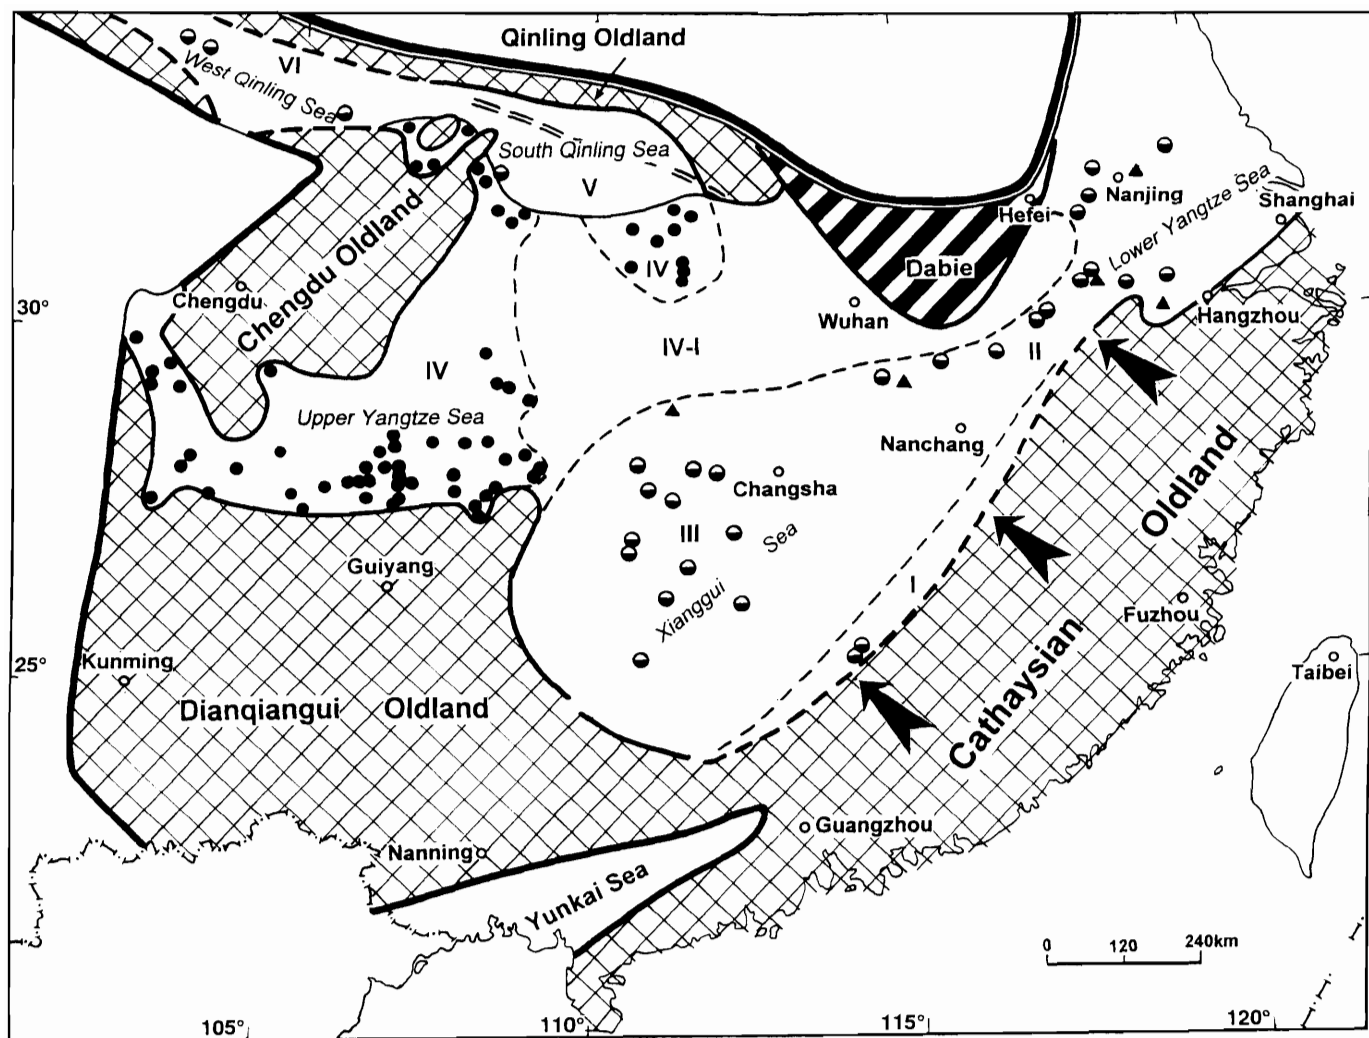 Qinling Oldland
VI
West Qinling Sea
South Qinling Sea
V
Nanjing
Hefei
Lower Yangtze Sea
Shanghai
Chengdu Oldland
Chengdu
IV
Dabie
30°
Wuhan
Hangzhou
IV-I
II
IV
Upper Yangtze Sea
Nanchang
Changsha
III
Xianggui Sea
Oldland
Guiyang
I
Fuzhou
Cathaysian
Kunming
25°
Taibei
Dianqiangui Oldland
Guangzhou
Nanning
Yunkai Sea
0 120 240km
105° 110° 115° 120°